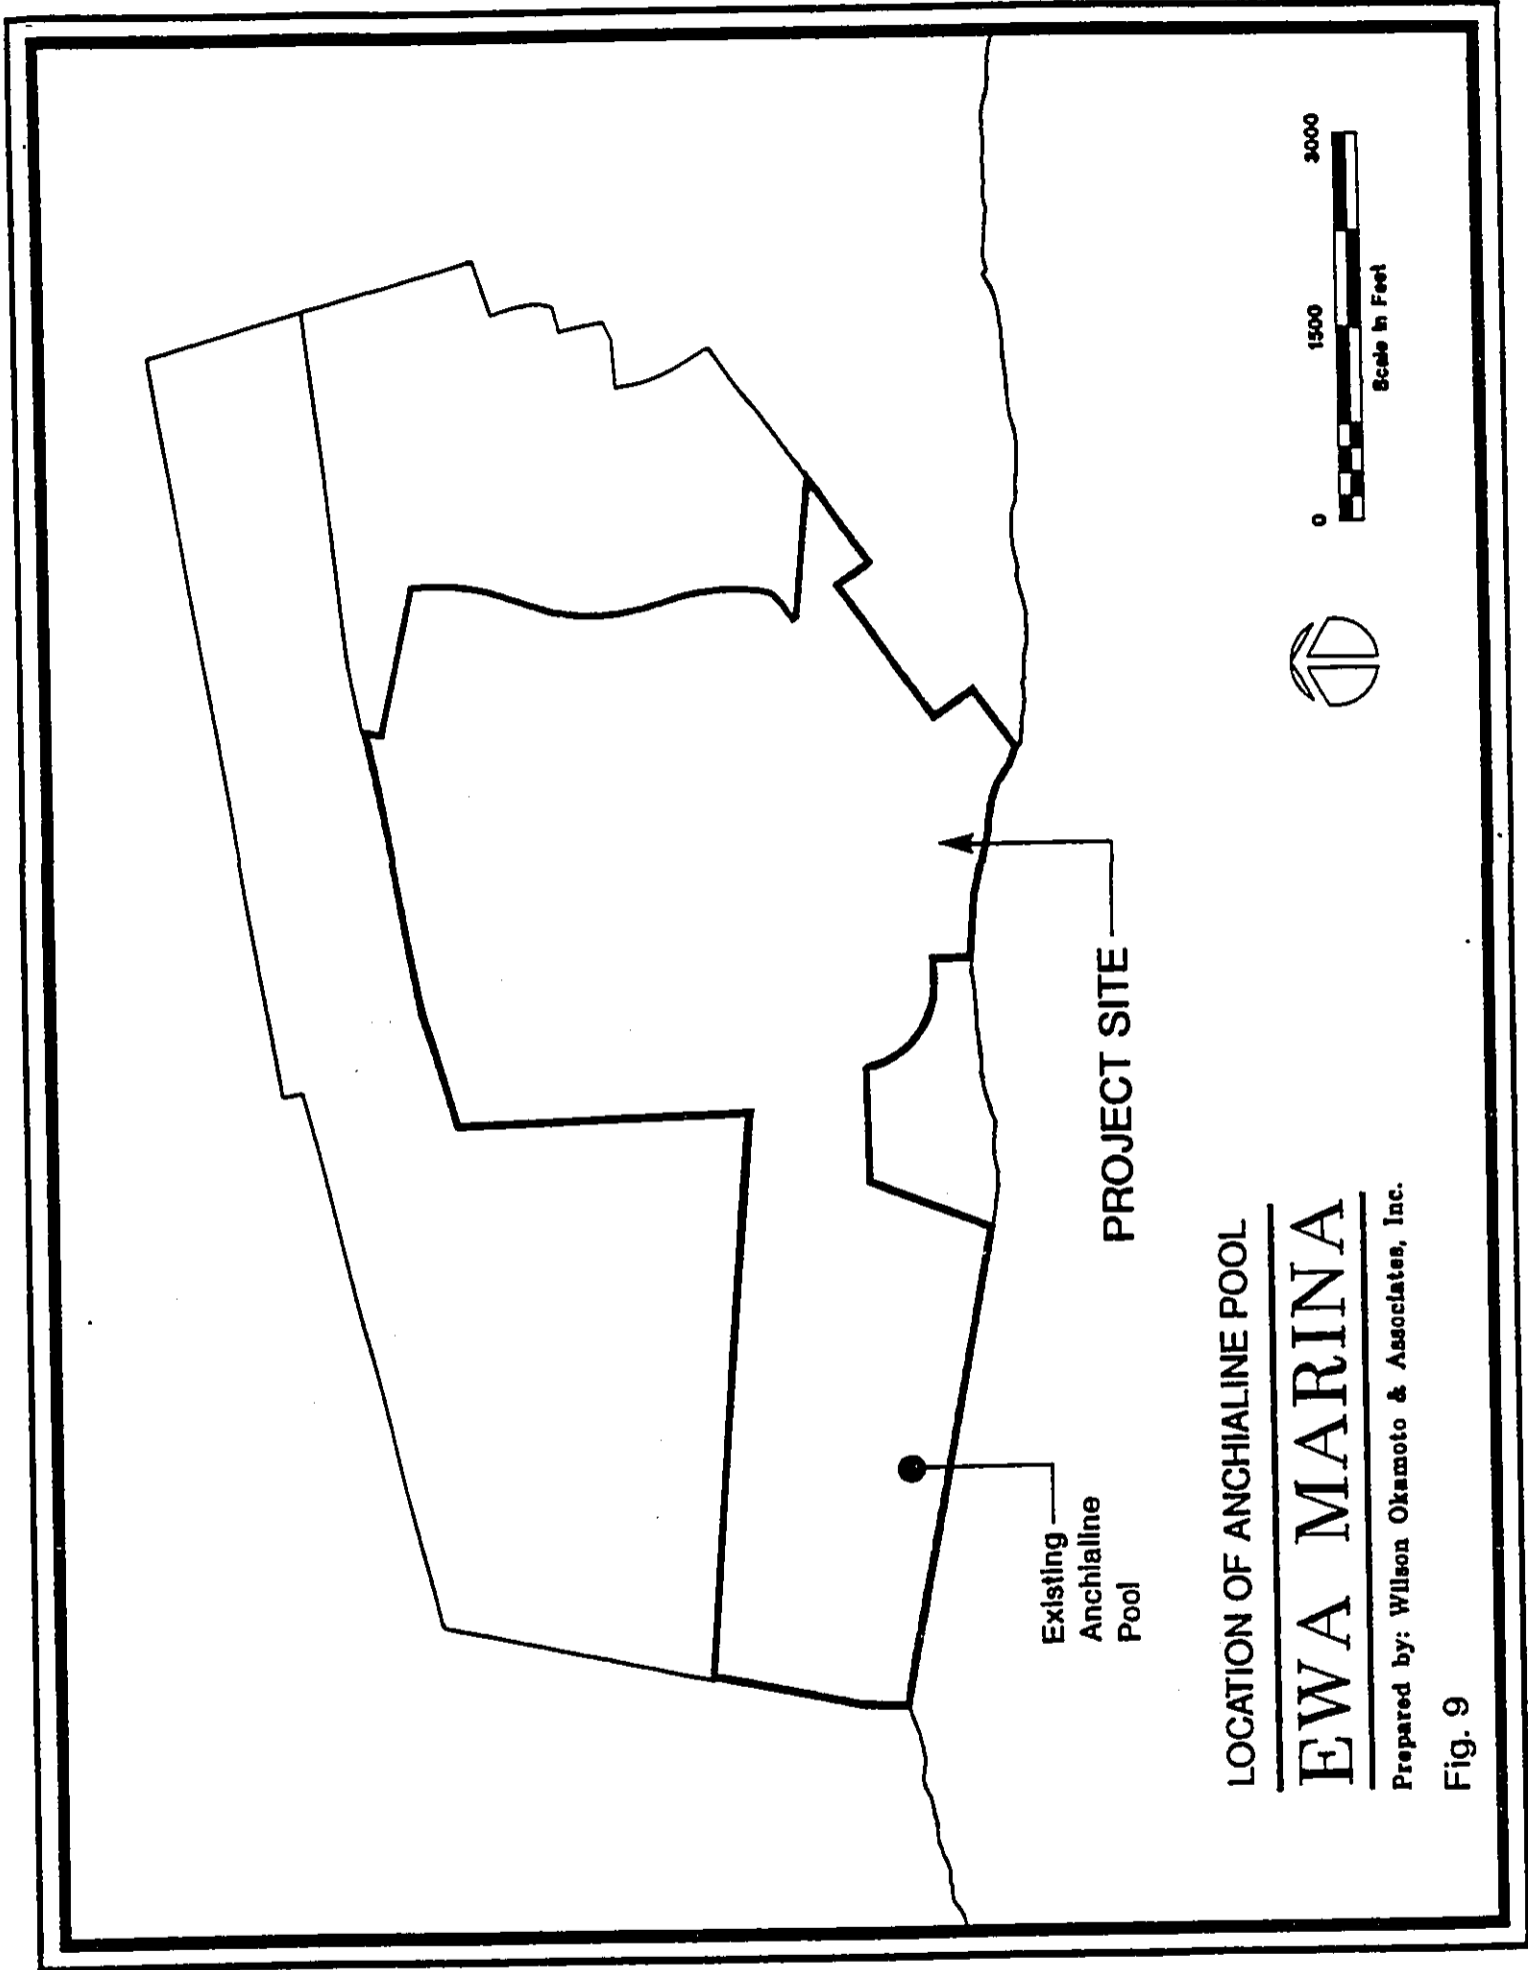 Existing
Anchialine
Pool
PROJECT SITE
0
1500
3000
Scale in Feet
LOCATION OF ANCHIALINE POOL
EWA MARINA
Prepared by: Wilson Okamoto & Associates, Inc.
Fig. 9